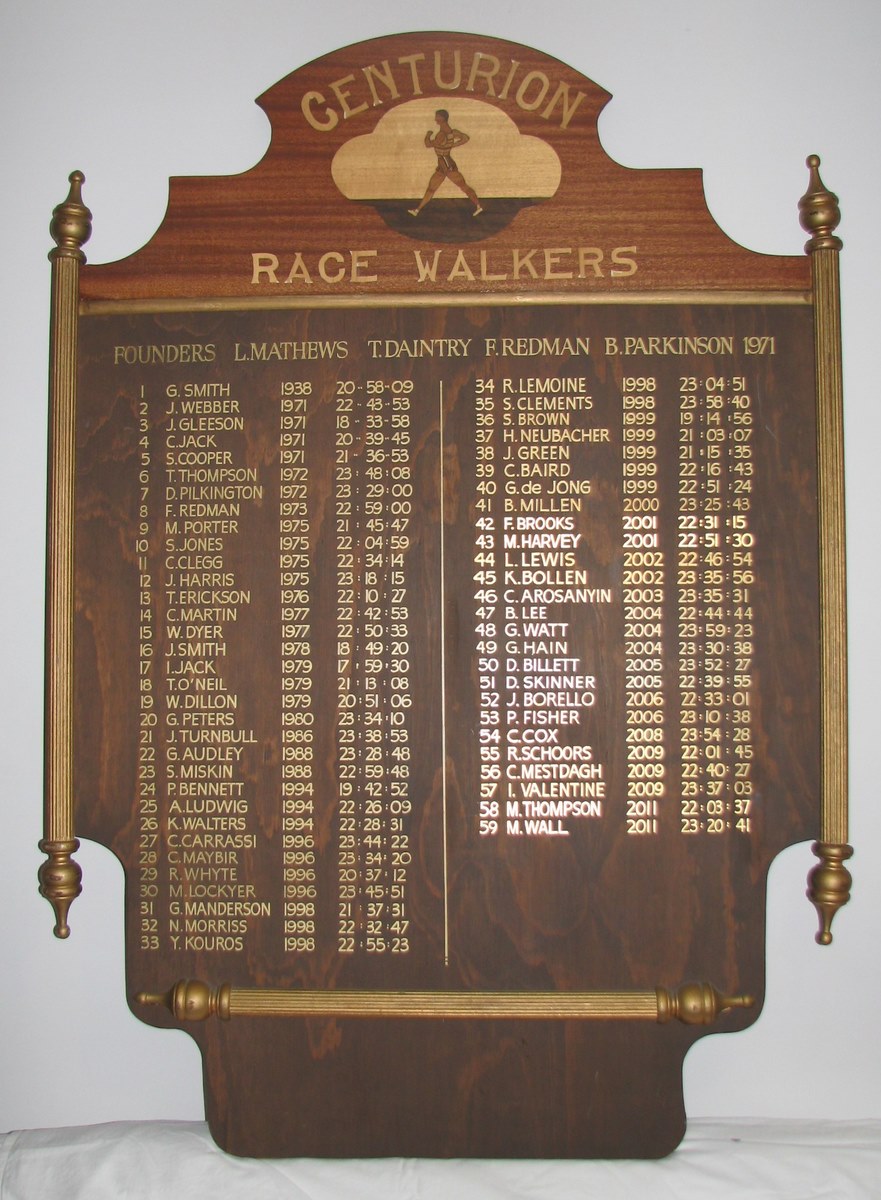 CENTURION
RACE WALKERS
FOUNDERS L.MATHEWS T.DAINTRY F.REDMAN B.PARKINSON 1971
1 G.SMITH 1938 20-58-09
2 J.WEBBER 1971 22-43-53
3 J.GLEESON 1971 18-33-58
4 C.JACK 1971 20-39-45
5 S.COOPER 1971 21-36-53
6 T.THOMPSON 1972 23:48:08
7 D.PILKINGTON 1972 23:29:00
8 F.REDMAN 1973 22:59:00
9 M.PORTER 1975 21:45:47
10 S.JONES 1975 22:04:59
11 C.CLEGG 1975 22:34:14
12 J.HARRIS 1975 23:18:15
13 T.ERICKSON 1976 22:10:27
14 C.MARTIN 1977 22:42:53
15 W.DYER 1977 22:50:33
16 J.SMITH 1978 18:49:20
17 I.JACK 1979 17:59:30
18 T.O'NEIL 1979 21:13:08
19 W.DILLON 1979 20:51:06
20 G.PETERS 1980 23:34:10
21 J.TURNBULL 1986 23:38:53
22 G.AUDLEY 1988 23:28:48
23 S.MISKIN 1988 22:59:48
24 P.BENNETT 1994 19:42:52
25 A.LUDWIG 1994 22:26:09
26 K.WALTERS 1994 22:28:31
27 C.CARRASSI 1996 23:44:22
28 C.MAYBIR 1996 23:34:20
29 R.WHYTE 1996 20:37:12
30 M.LOCKYER 1996 23:45:51
31 G.MANDERSON 1998 21:37:31
32 N.MORRISS 1998 22:32:47
33 Y.KOUROS 1998 22:55:23
34 R.LEMOINE 1998 23:04:51
35 S.CLEMENTS 1998 23:58:40
36 S.BROWN 1999 19:14:56
37 H.NEUBACHER 1999 21:03:07
38 J.GREEN 1999 21:15:35
39 C.BAIRD 1999 22:16:43
40 G.de JONG 1999 22:51:24
41 B.MILLEN 2000 23:25:43
42 F.BROOKS 2001 22:31:15
43 M.HARVEY 2001 22:51:30
44 L.LEWIS 2002 22:46:54
45 K.BOLLEN 2002 23:35:56
46 C.AROSANYIN 2003 23:35:31
47 B.LEE 2004 22:44:44
48 G.WATT 2004 23:59:23
49 G.HAIN 2004 23:30:38
50 D.BILLETT 2005 23:52:27
51 D.SKINNER 2005 22:39:55
52 J.BORELLO 2006 22:33:01
53 P.FISHER 2006 23:10:38
54 C.COX 2008 23:54:28
55 R.SCHOORS 2009 22:01:45
56 C.MESTDAGH 2009 22:40:27
57 I.VALENTINE 2009 23:37:03
58 M.THOMPSON 2011 22:03:37
59 M.WALL 2011 23:20:41